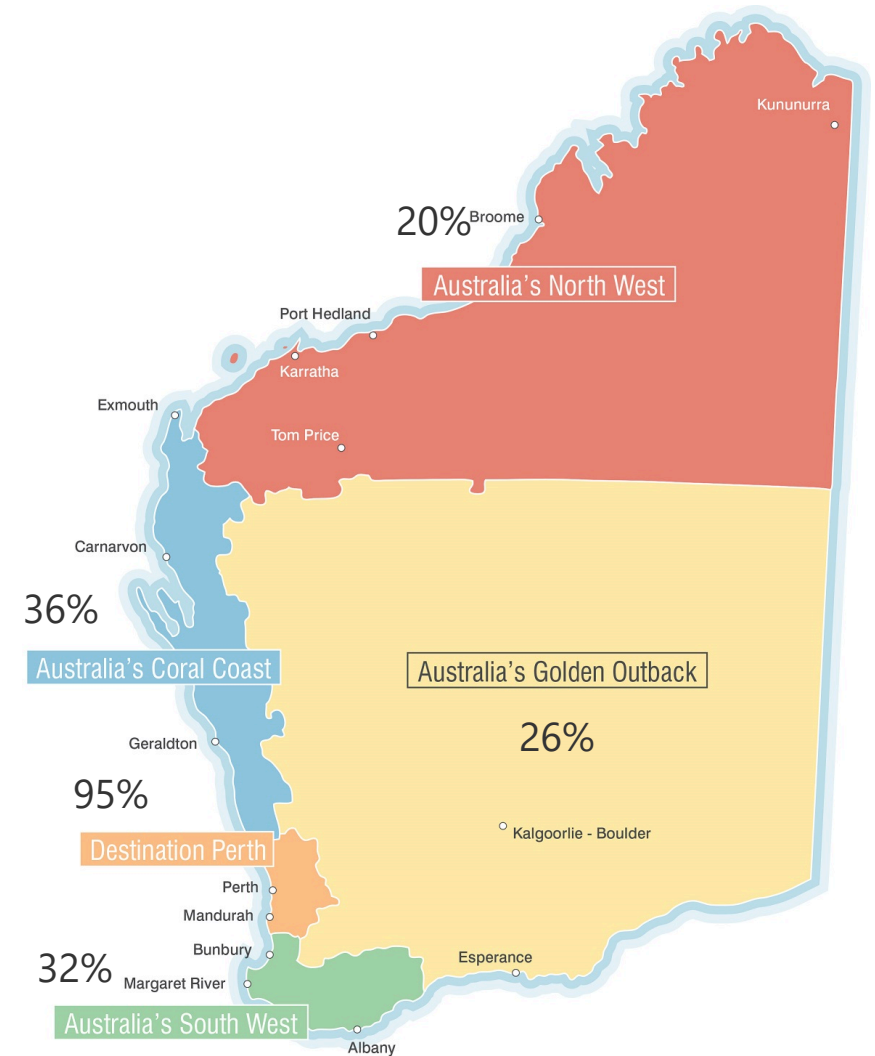 Kununurra
20%
Broome
Australia's North West
Port Hedland
Karratha
Exmouth
Tom Price
Carnarvon
36%
Australia's Coral Coast
Australia's Golden Outback
26%
Geraldton
95%
Kalgoorlie - Boulder
Destination Perth
Perth
Mandurah
Bunbury
Esperance
32%
Margaret River
Australia's South West
Albany